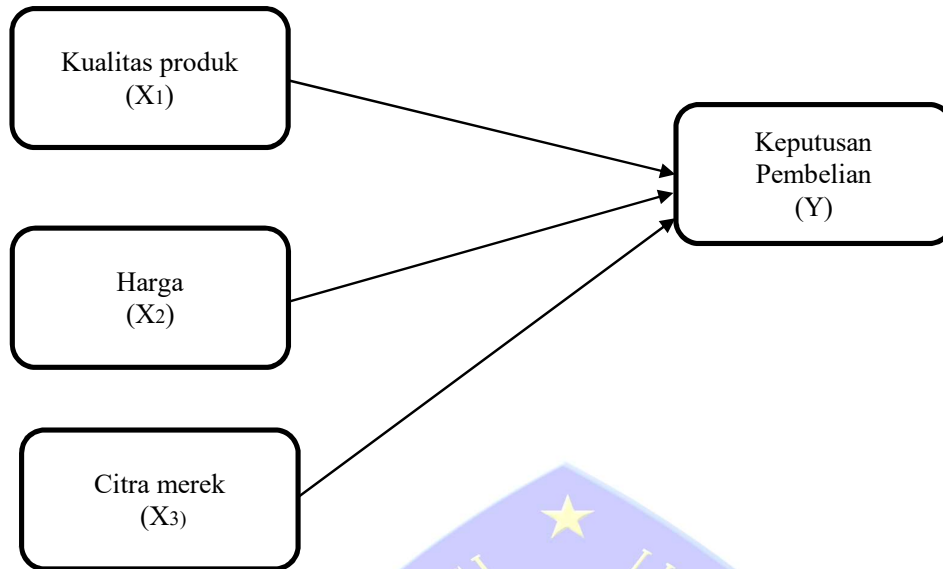 Kualitas produk
(X1)
Keputusan
Pembelian
(Y)
Harga
(X2)
Citra merek
(X3)